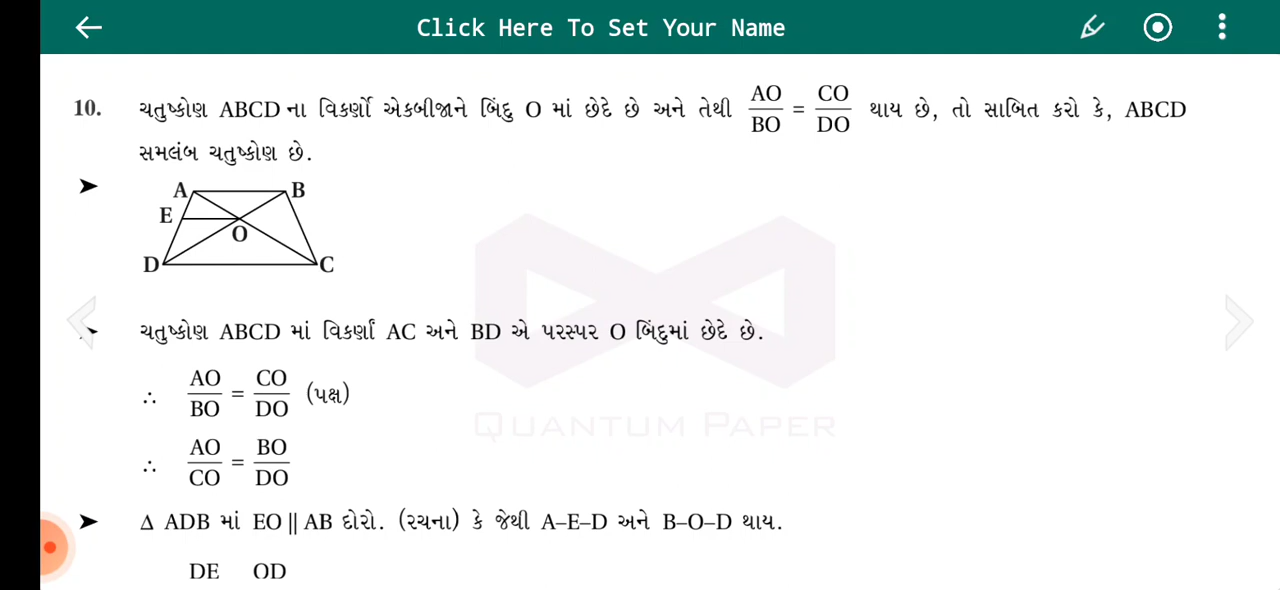 Click Here To Set Your Name
10. ચતુષ્કોણ ABCD ના વિકર્ણો એકબીજાને બિંદુ O માં છેદે છે અને તેથી AO/BO = CO/DO થાય છે, તો સાબિત કરો કે, ABCD
સમલંબ ચતુષ્કોણ છે.
➤
A B
E
O
D C
ચતુષ્કોણ ABCD માં વિકર્ણો AC અને BD એ પરસ્પર O બિંદુમાં છેદે છે.
∴ AO/BO = CO/DO (પક્ષ)
QUANTUM PAPER
∴ AO/CO = BO/DO
➤ Δ ADB માં EO || AB દોરો. (રચના) કે જેથી A–E–D અને B–O–D થાય.
DE OD